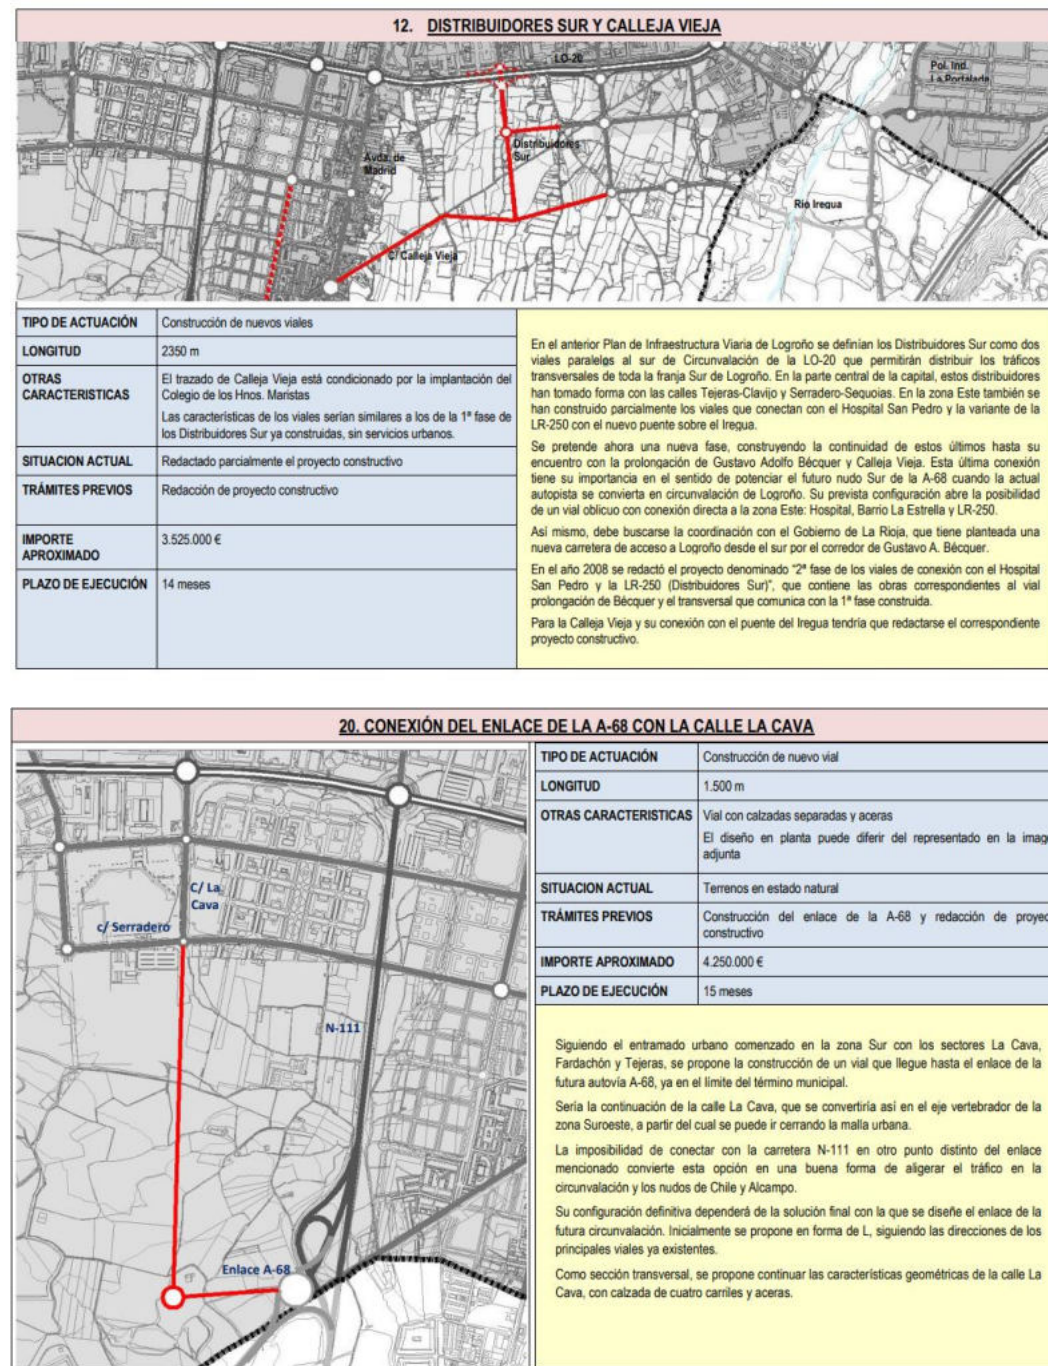 12. DISTRIBUIDORES SUR Y CALLEJA VIEJA
LO-20
Pol. Ind.
La Portalada
Distribuidores
Sur
Avda. de
Madrid
Río Iregua
C/ Calleja Vieja
TIPO DE ACTUACIÓN
Construcción de nuevos viales
LONGITUD
2350 m
OTRAS
CARACTERISTICAS
El trazado de Calleja Vieja está condicionado por la implantación del
Colegio de los Hnos. Maristas
Las características de los viales serían similares a los de la 1ª fase de
los Distribuidores Sur ya construidas, sin servicios urbanos.
SITUACION ACTUAL
Redactado parcialmente el proyecto constructivo
TRÁMITES PREVIOS
Redacción de proyecto constructivo
IMPORTE
APROXIMADO
3.525.000 €
PLAZO DE EJECUCIÓN
14 meses
En el anterior Plan de Infraestructura Viaria de Logroño se definían los Distribuidores Sur como dos
viales paralelos al sur de Circunvalación de la LO-20 que permitirán distribuir los tráficos
transversales de toda la franja Sur de Logroño. En la parte central de la capital, estos distribuidores
han tomado forma con las calles Tejeras-Clavijo y Serradero-Sequoias. En la zona Este también se
han construido parcialmente los viales que conectan con el Hospital San Pedro y la variante de la
LR-250 con el nuevo puente sobre el Iregua.
Se pretende ahora una nueva fase, construyendo la continuidad de estos últimos hasta su
encuentro con la prolongación de Gustavo Adolfo Bécquer y Calleja Vieja. Esta última conexión
tiene su importancia en el sentido de potenciar el futuro nudo Sur de la A-68 cuando la actual
autopista se convierta en circunvalación de Logroño. Su prevista configuración abre la posibilidad
de un vial oblicuo con conexión directa a la zona Este: Hospital, Barrio La Estrella y LR-250.
Así mismo, debe buscarse la coordinación con el Gobierno de La Rioja, que tiene planteada una
nueva carretera de acceso a Logroño desde el sur por el corredor de Gustavo A. Bécquer.
En el año 2008 se redactó el proyecto denominado "2ª fase de los viales de conexión con el Hospital
San Pedro y la LR-250 (Distribuidores Sur)", que contiene las obras correspondientes al vial
prolongación de Bécquer y el transversal que comunica con la 1ª fase construida.
Para la Calleja Vieja y su conexión con el puente del Iregua tendría que redactarse el correspondiente
proyecto constructivo.
20. CONEXIÓN DEL ENLACE DE LA A-68 CON LA CALLE LA CAVA
C/ La
Cava
c/ Serradero
N-111
Enlace A-68
TIPO DE ACTUACIÓN
Construcción de nuevo vial
LONGITUD
1.500 m
OTRAS CARACTERISTICAS
Vial con calzadas separadas y aceras
El diseño en planta puede diferir del representado en la imag
adjunta
SITUACION ACTUAL
Terrenos en estado natural
TRÁMITES PREVIOS
Construcción del enlace de la A-68 y redacción de proyec
constructivo
IMPORTE APROXIMADO
4.250.000 €
PLAZO DE EJECUCIÓN
15 meses
Siguiendo el entramado urbano comenzado en la zona Sur con los sectores La Cava,
Fardachón y Tejeras, se propone la construcción de un vial que llegue hasta el enlace de la
futura autovía A-68, ya en el límite del término municipal.
Sería la continuación de la calle La Cava, que se convertiría así en el eje vertebrador de la
zona Suroeste, a partir del cual se puede ir cerrando la malla urbana.
La imposibilidad de conectar con la carretera N-111 en otro punto distinto del enlace
mencionado convierte esta opción en una buena forma de aligerar el tráfico en la
circunvalación y los nudos de Chile y Alcampo.
Su configuración definitiva dependerá de la solución final con la que se diseñe el enlace de la
futura circunvalación. Inicialmente se propone en forma de L, siguiendo las direcciones de los
principales viales ya existentes.
Como sección transversal, se propone continuar las características geométricas de la calle La
Cava, con calzada de cuatro carriles y aceras.